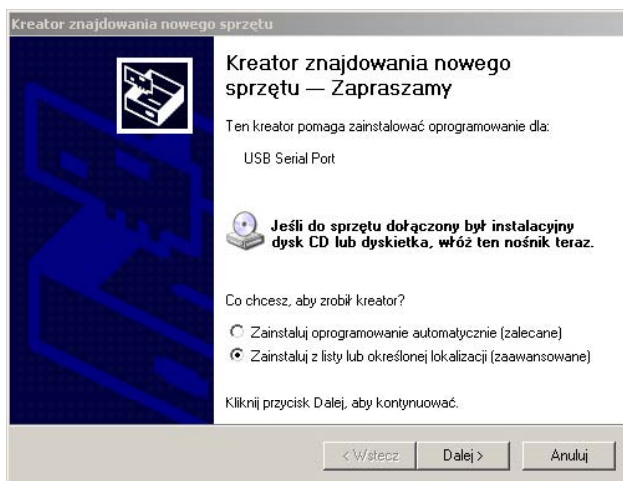 Kreator znajdowania nowego sprzętu
Kreator znajdowania nowego
sprzętu — Zapraszamy
Ten kreator pomaga zainstalować oprogramowanie dla:
USB Serial Port
Jeśli do sprzętu dołączony był instalacyjny
dysk CD lub dyskietka, włóż ten nośnik teraz.
Co chcesz, aby zrobił kreator?
Zainstaluj oprogramowanie automatycznie (zalecane)
Zainstaluj z listy lub określonej lokalizacji (zaawansowane)
Kliknij przycisk Dalej, aby kontynuować.
< Wstecz Dalej > Anuluj